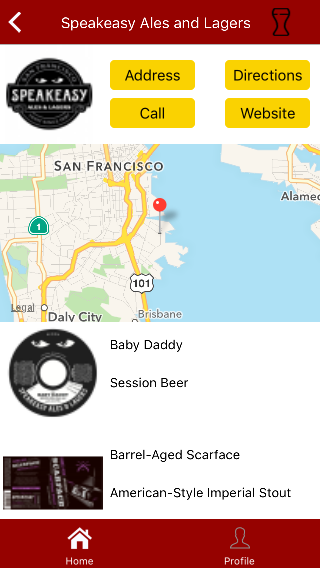 Speakeasy Ales and Lagers
SAN FRANCISCO
SPEAKEASY
ALES & LAGERS
Address
Directions
Call
Website
SAN FRANCISCO
Alamed
1
101
Legal
Daly City
Brisbane
BABY DADDY
SPEAKEASY ALES & LAGERS
Baby Daddy
Session Beer
SCARFACE
Barrel-Aged Scarface
American-Style Imperial Stout
Home
Profile